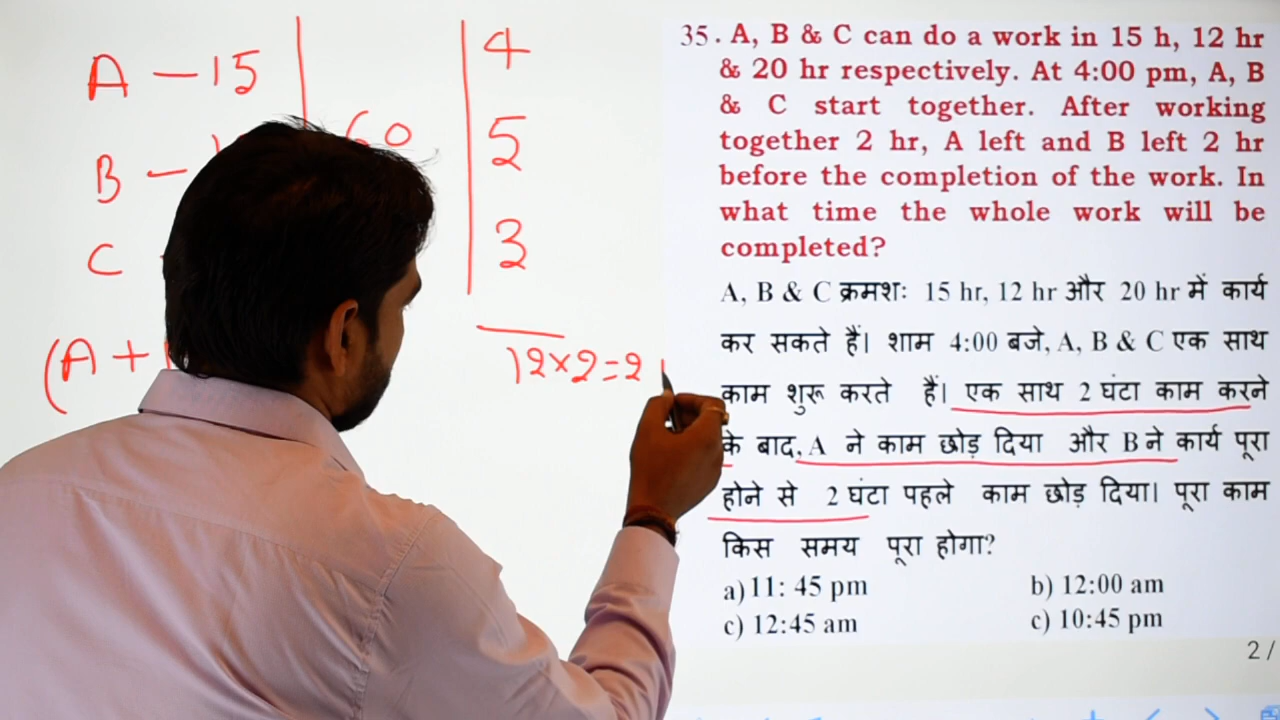 A - 15
4
60
B -
5
C
3
(A +
12×2=2
35. A, B & C can do a work in 15 h, 12 hr
& 20 hr respectively. At 4:00 pm, A, B
& C start together. After working
together 2 hr, A left and B left 2 hr
before the completion of the work. In
what time the whole work will be
completed?
A, B & C क्रमशः 15 hr, 12 hr और 20 hr में कार्य
कर सकते हैं। शाम 4:00 बजे, A, B & C एक साथ
काम शुरू करते हैं। एक साथ 2 घंटा काम करने
के बाद, A ने काम छोड़ दिया और B ने कार्य पूरा
होने से 2 घंटा पहले काम छोड़ दिया। पूरा काम
किस समय पूरा होगा?
a) 11: 45 pm b) 12:00 am
c) 12:45 am c) 10:45 pm
2 /